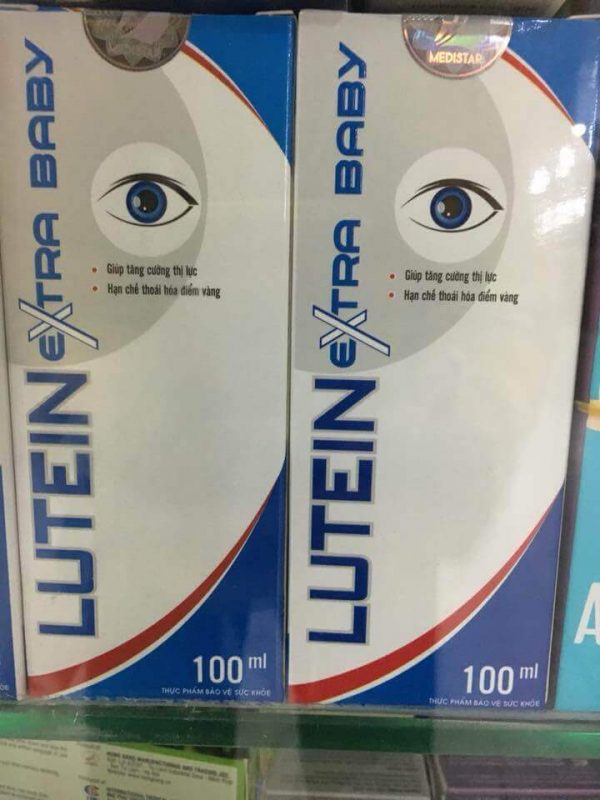 LUTEIN EXTRA BABY
• Giúp tăng cường thị lực
• Hạn chế thoái hóa điểm vàng
100 ml
THỰC PHẨM BẢO VỆ SỨC KHỎE
MEDISTAR
LUTEIN EXTRA BABY
• Giúp tăng cường thị lực
• Hạn chế thoái hóa điểm vàng
100 ml
THỰC PHẨM BẢO VỆ SỨC KHỎE
A